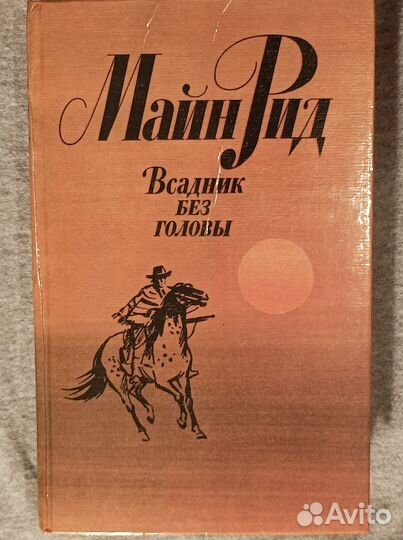 Майн Рид
Всадник
без
головы
Avito